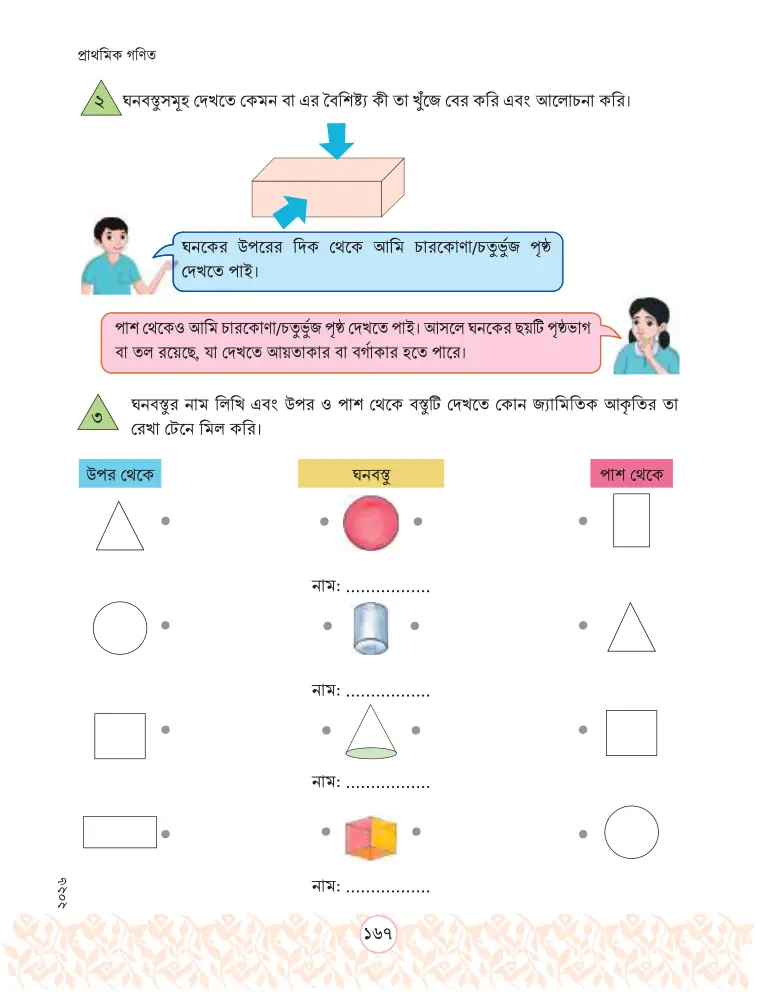 প্রাথমিক গণিত
২ ঘনবস্তুসমূহ দেখতে কেমন বা এর বৈশিষ্ট্য কী তা খুঁজে বের করি এবং আলোচনা করি।
ঘনকের উপরের দিক থেকে আমি চারকোণা/চতুর্ভুজ পৃষ্ঠ
দেখতে পাই।
পাশ থেকেও আমি চারকোণা/চতুর্ভুজ পৃষ্ঠ দেখতে পাই। আসলে ঘনকের ছয়টি পৃষ্ঠভাগ
বা তল রয়েছে, যা দেখতে আয়তাকার বা বর্গাকার হতে পারে।
৩ ঘনবস্তুর নাম লিখি এবং উপর ও পাশ থেকে বস্তুটি দেখতে কোন জ্যামিতিক আকৃতির তা
রেখা টেনে মিল করি।
উপর থেকে ঘনবস্তু পাশ থেকে
নাম: .................
নাম: .................
নাম: .................
নাম: .................
২০২৬
১৬৭